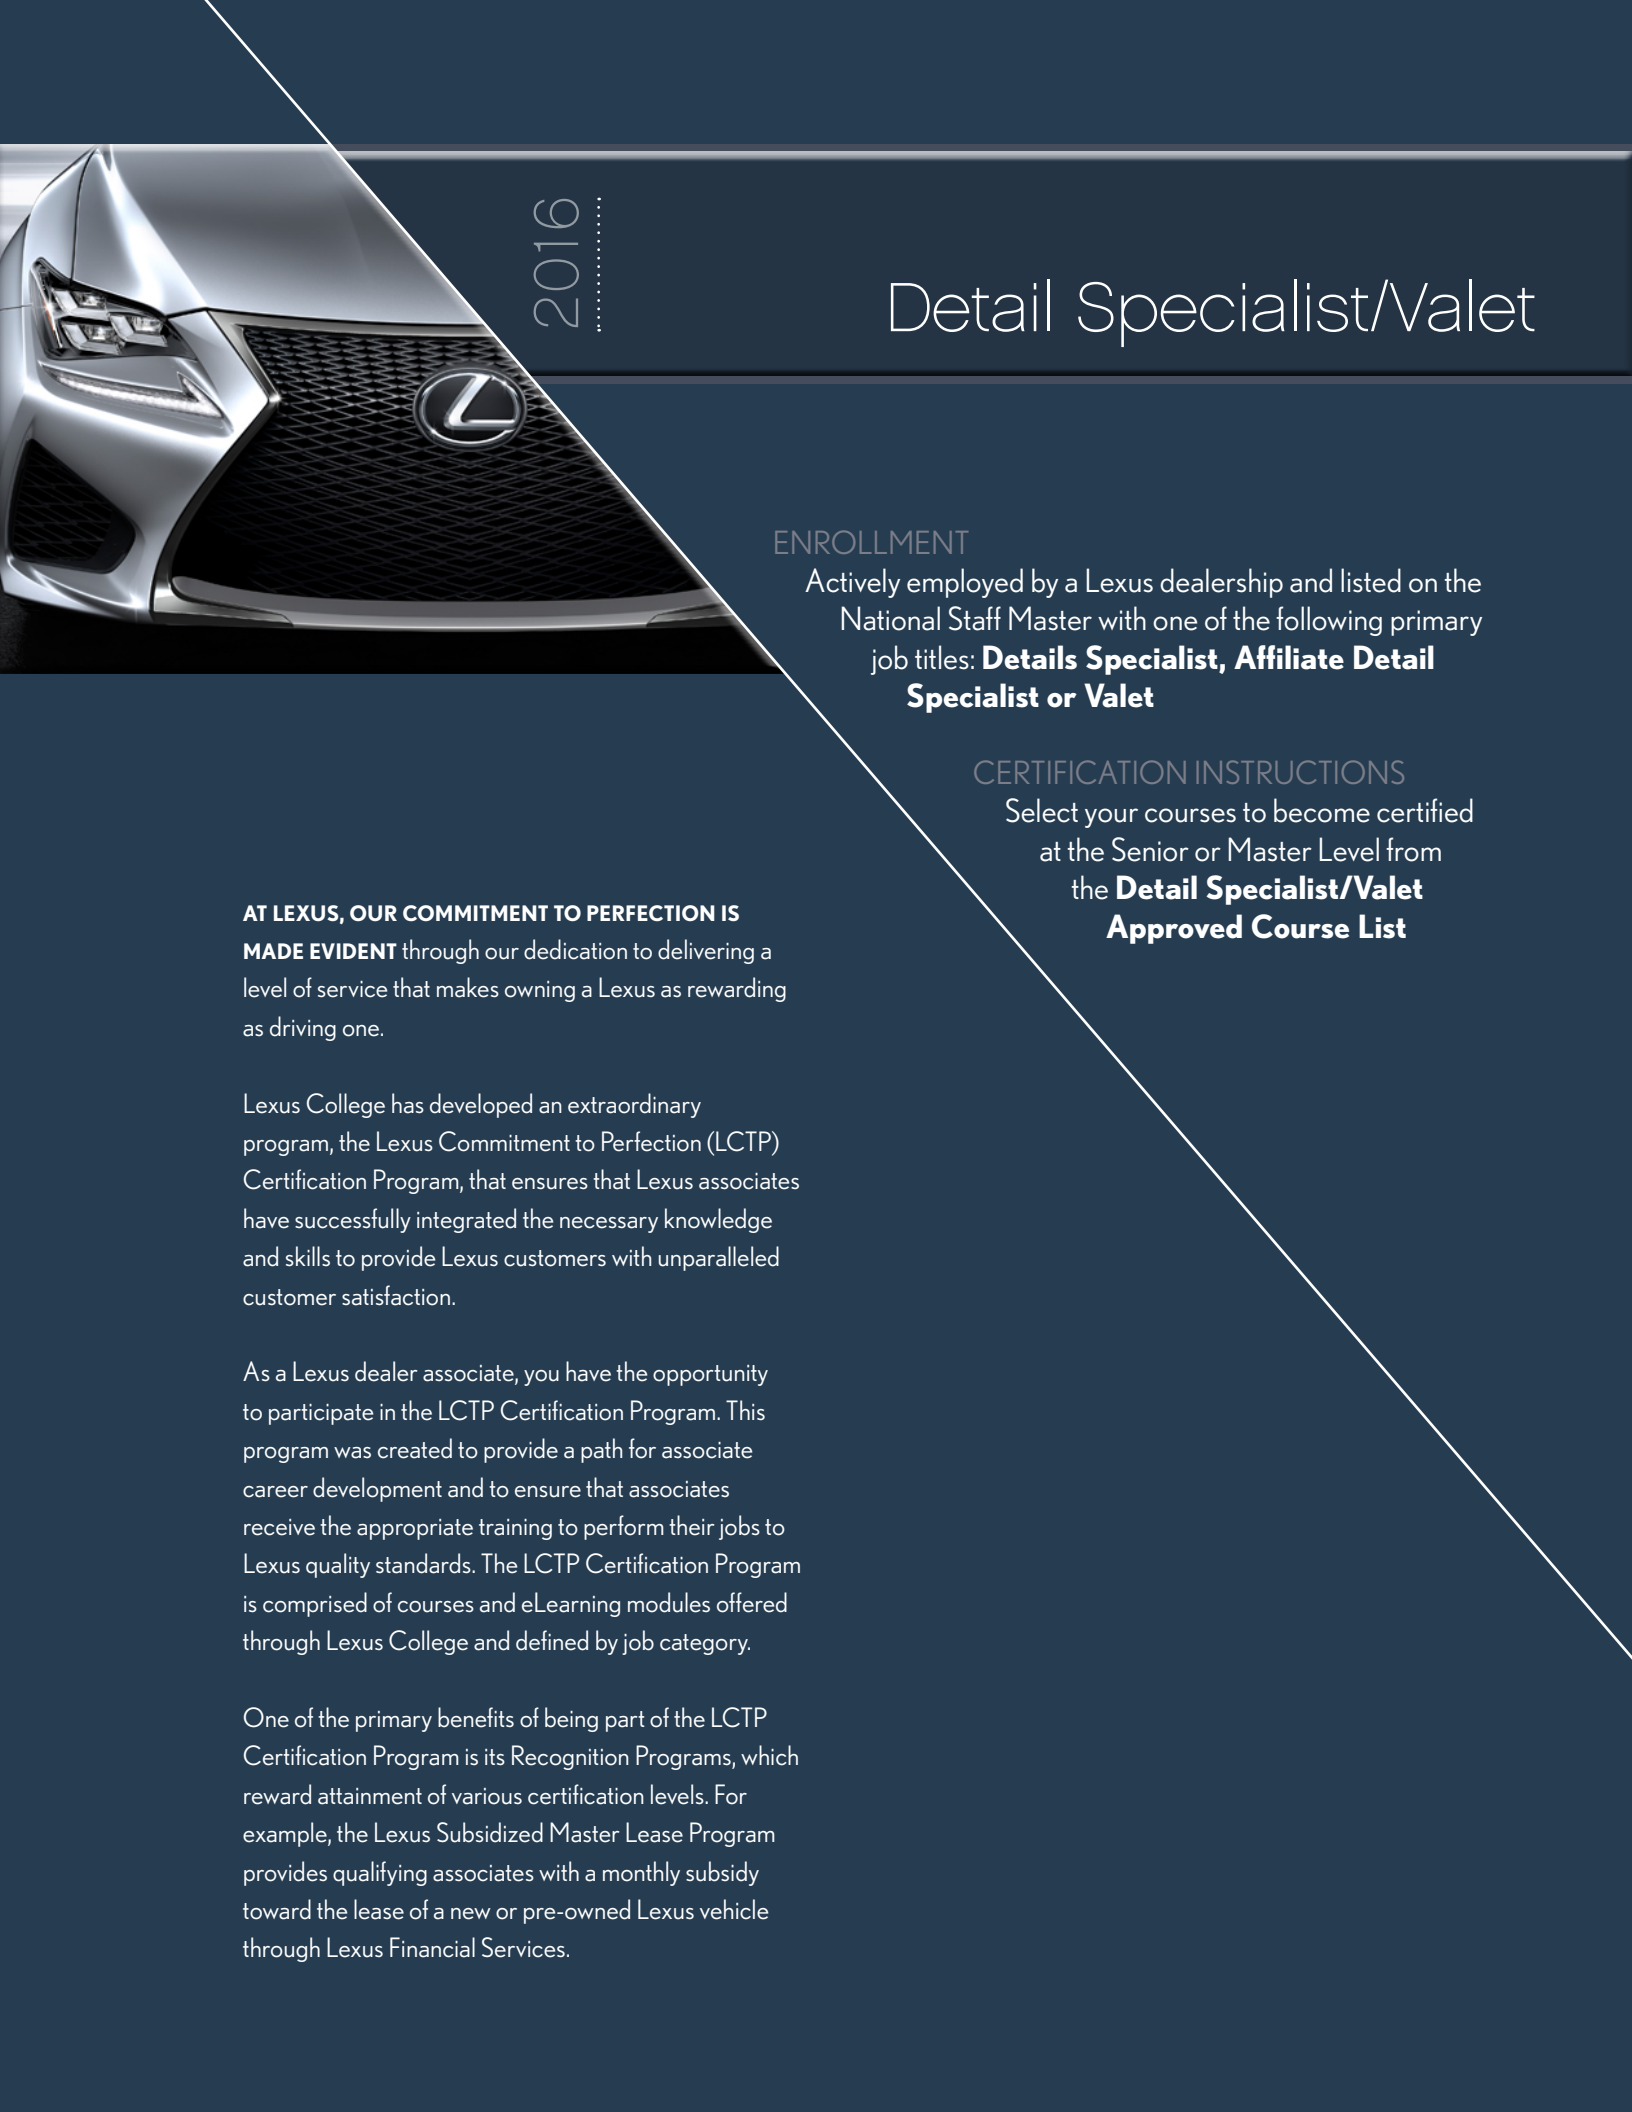 2016
Detail Specialist/Valet
ENROLLMENT
Actively employed by a Lexus dealership and listed on the
National Staff Master with one of the following primary
job titles: Details Specialist, Affiliate Detail
Specialist or Valet
CERTIFICATION INSTRUCTIONS
Select your courses to become certified
at the Senior or Master Level from
the Detail Specialist/Valet
Approved Course List
AT LEXUS, OUR COMMITMENT TO PERFECTION IS
MADE EVIDENT through our dedication to delivering a
level of service that makes owning a Lexus as rewarding
as driving one.
Lexus College has developed an extraordinary
program, the Lexus Commitment to Perfection (LCTP)
Certification Program, that ensures that Lexus associates
have successfully integrated the necessary knowledge
and skills to provide Lexus customers with unparalleled
customer satisfaction.
As a Lexus dealer associate, you have the opportunity
to participate in the LCTP Certification Program. This
program was created to provide a path for associate
career development and to ensure that associates
receive the appropriate training to perform their jobs to
Lexus quality standards. The LCTP Certification Program
is comprised of courses and eLearning modules offered
through Lexus College and defined by job category.
One of the primary benefits of being part of the LCTP
Certification Program is its Recognition Programs, which
reward attainment of various certification levels. For
example, the Lexus Subsidized Master Lease Program
provides qualifying associates with a monthly subsidy
toward the lease of a new or pre-owned Lexus vehicle
through Lexus Financial Services.